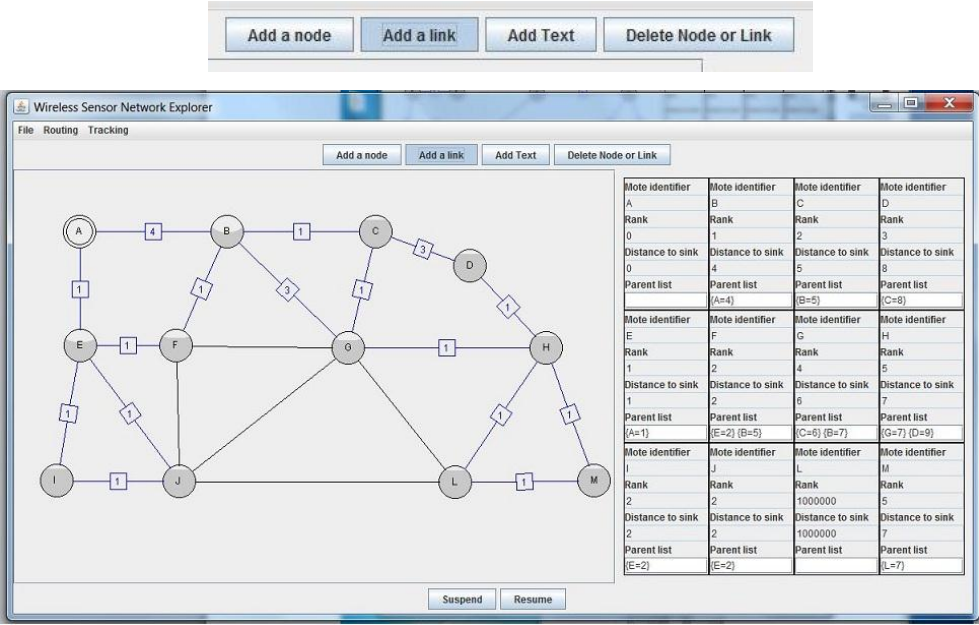 Add a node Add a link Add Text Delete Node or Link
Wireless Sensor Network Explorer
File Routing Tracking
Add a node Add a link Add Text Delete Node or Link
A 4 B 1 C
3
D
1 1 3 1 1
E 1 F G 1 H
1 1 1 1
I 1 J L 1 M
Mote identifier Mote identifier Mote identifier Mote identifier
A B C D
Rank Rank Rank Rank
0 1 2 3
Distance to sink Distance to sink Distance to sink Distance to sink
0 4 5 8
Parent list Parent list Parent list Parent list
{A=4} {B=5} {C=8}
Mote identifier Mote identifier Mote identifier Mote identifier
E F G H
Rank Rank Rank Rank
1 2 4 5
Distance to sink Distance to sink Distance to sink Distance to sink
1 2 6 7
Parent list Parent list Parent list Parent list
{A=1} {E=2} {B=5} {C=6} {B=7} {G=7} {D=9}
Mote identifier Mote identifier Mote identifier Mote identifier
I J L M
Rank Rank Rank Rank
2 2 1000000 5
Distance to sink Distance to sink Distance to sink Distance to sink
2 2 1000000 7
Parent list Parent list Parent list Parent list
{E=2} {E=2} {L=7}
Suspend Resume